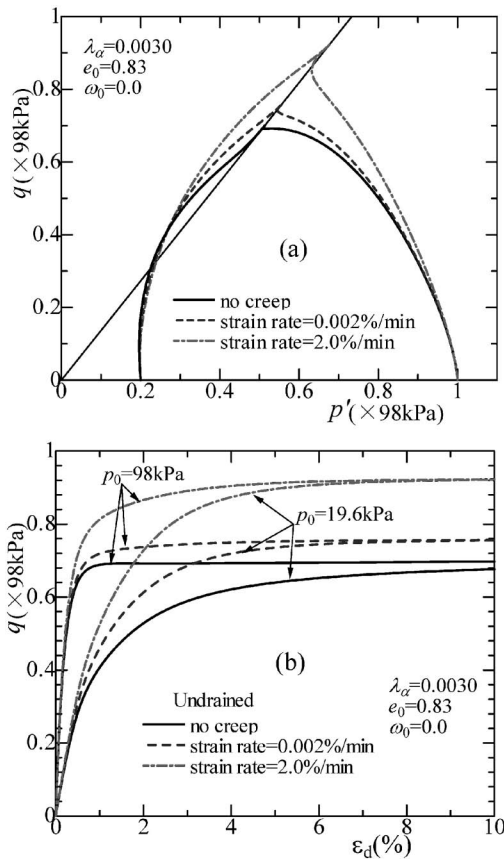 λα=0.0030
e0=0.83
ω0=0.0
q(×98kPa)
1
0.8
0.6
0.4
0.2
0
(a)
no creep
strain rate=0.002%/min
strain rate=2.0%/min
0 0.2 0.4 0.6 0.8 1
p'(×98kPa)
q(×98kPa)
1
0.8
0.6
0.4
0.2
0
p0=98kPa
p0=19.6kPa
(b)
λα=0.0030
e0=0.83
ω0=0.0
Undrained
no creep
strain rate=0.002%/min
strain rate=2.0%/min
0 2 4 6 8 10
εd(%)